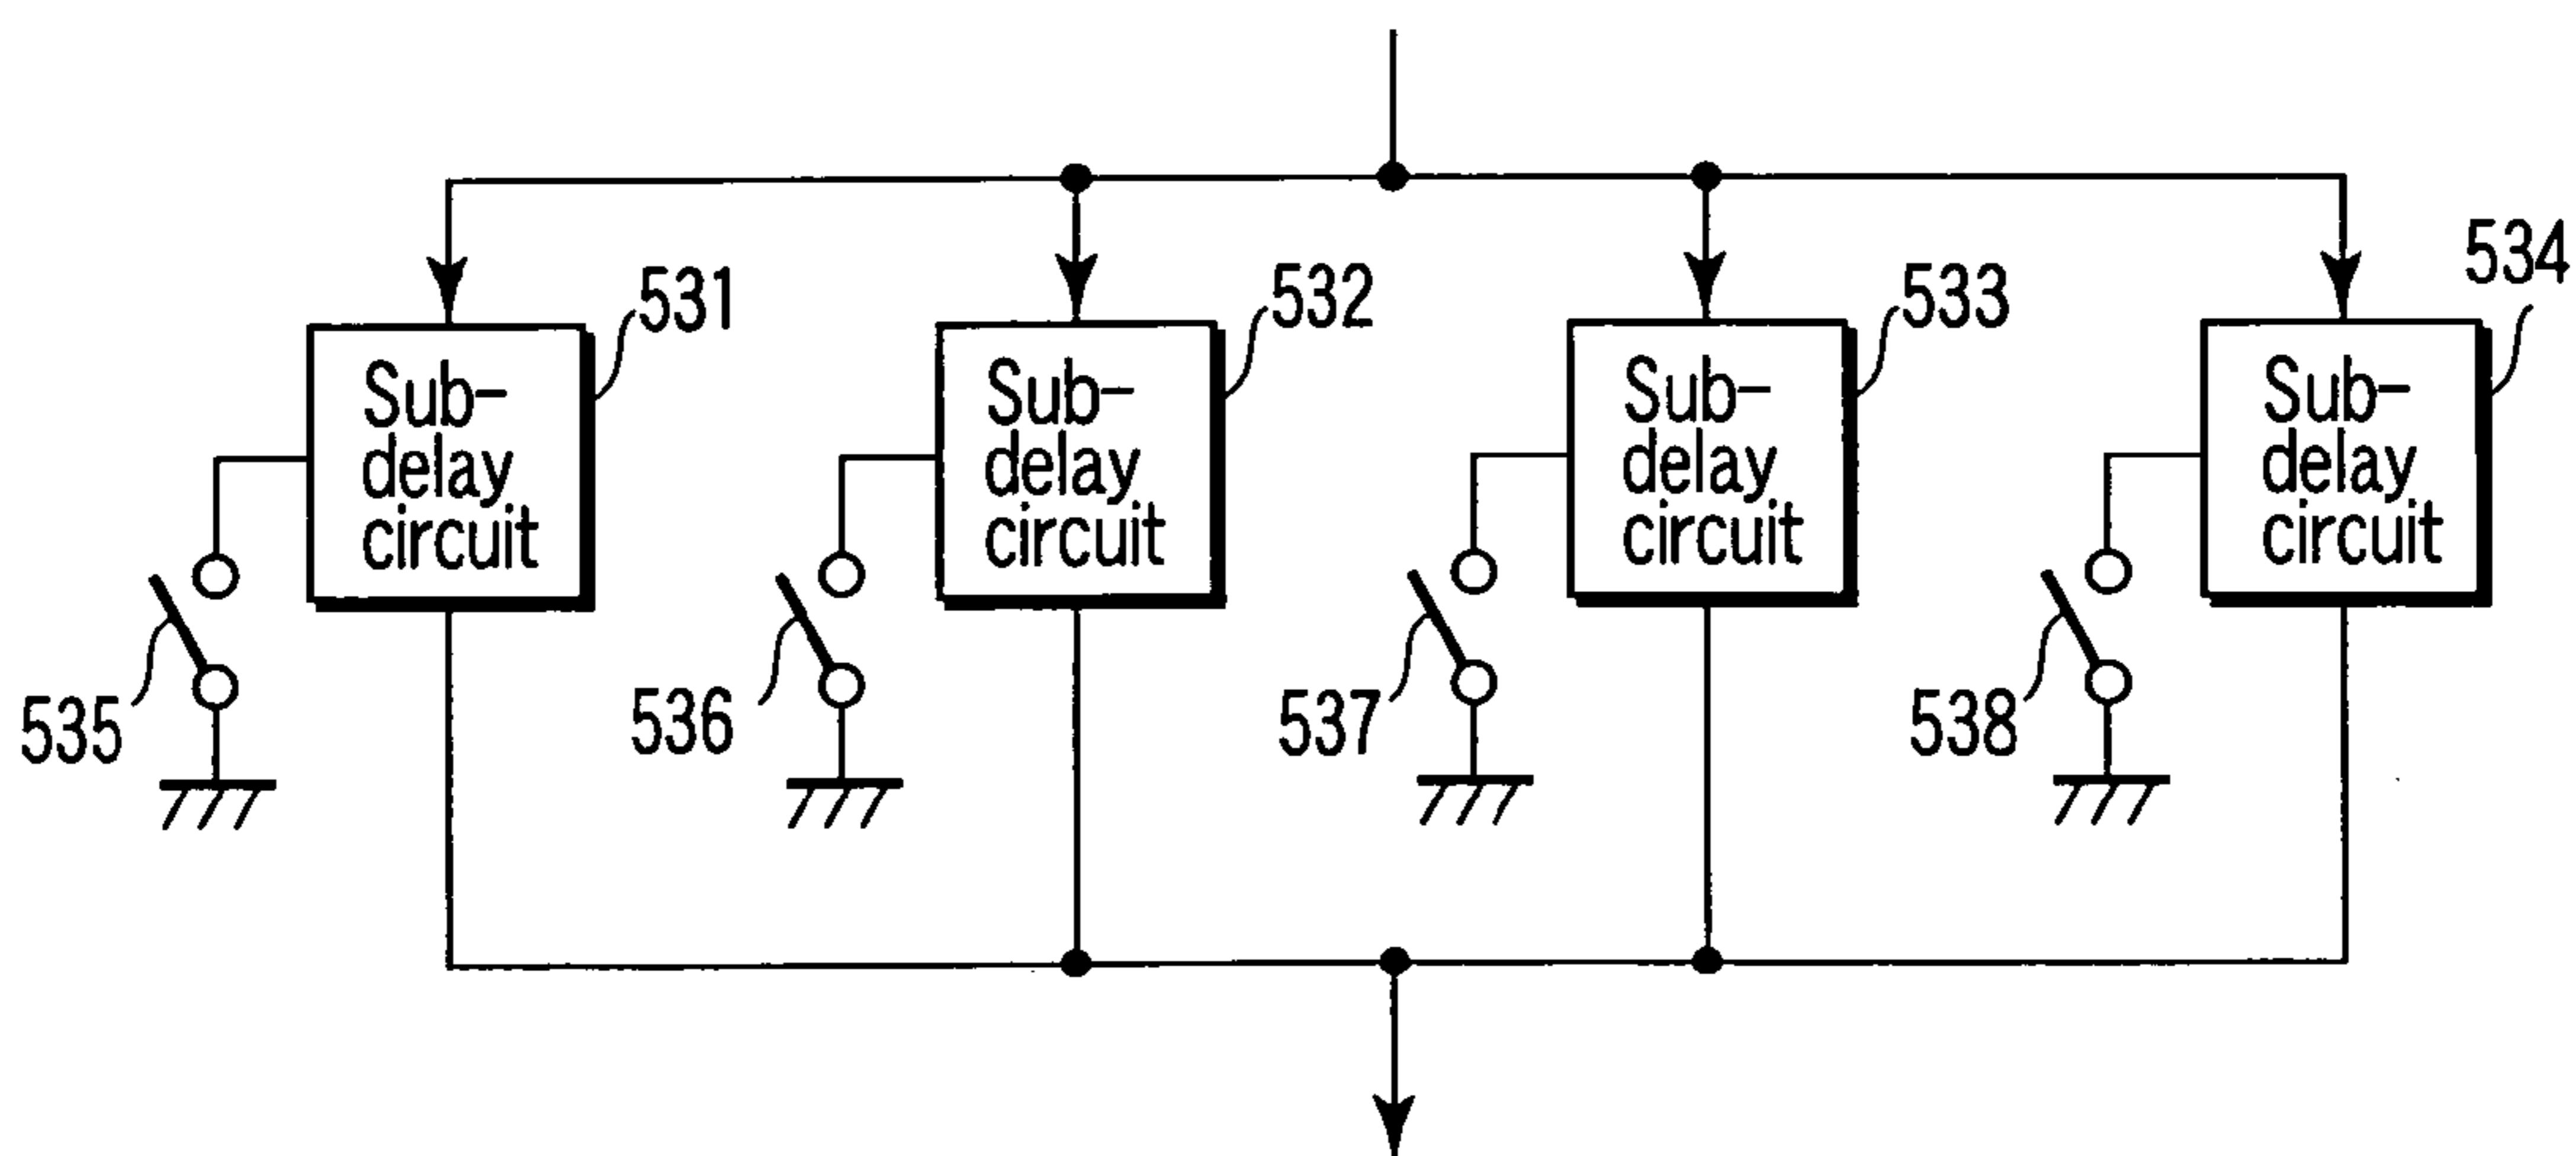 534
531
532
533
Sub-
delay
circuit
Sub-
delay
circuit
Sub-
delay
circuit
Sub-
delay
circuit
535
536
537
538